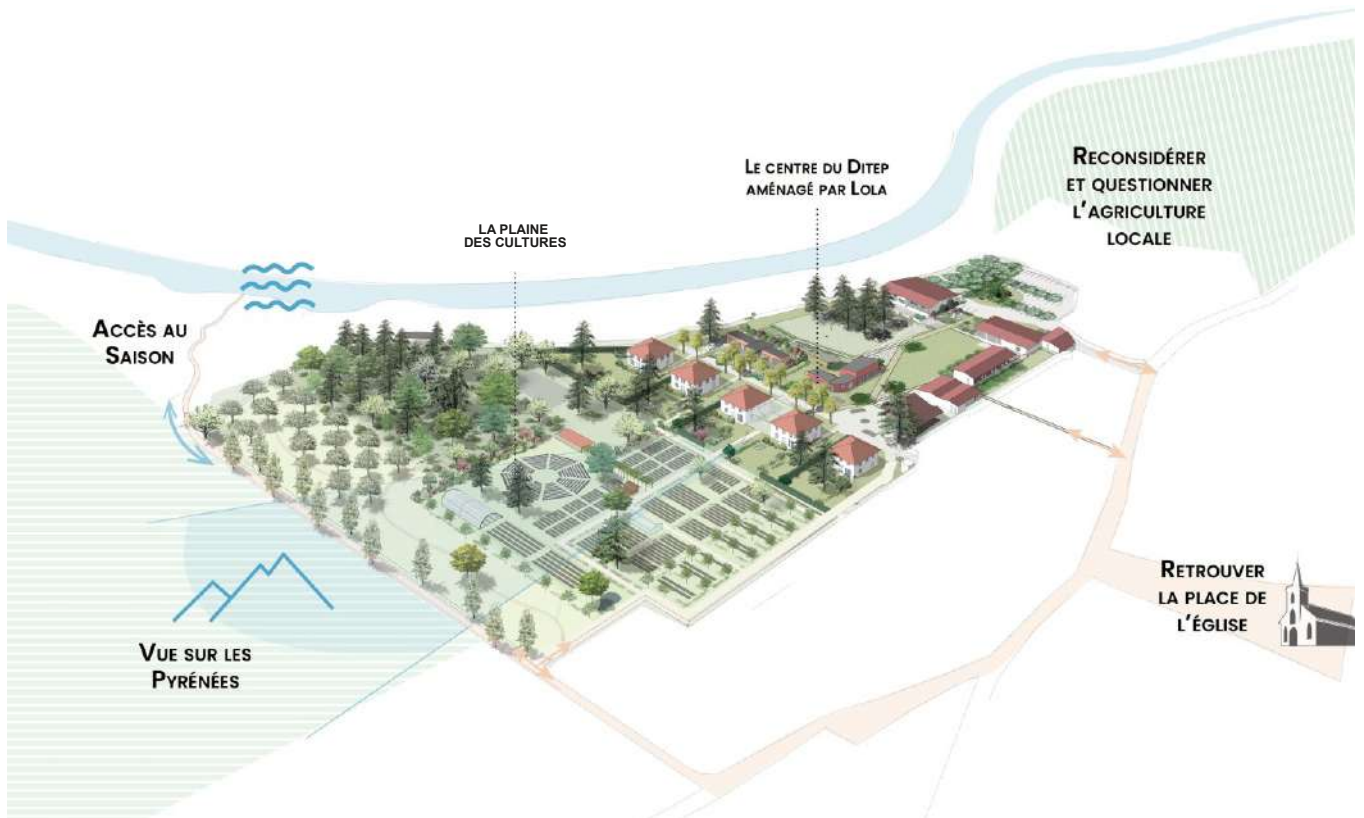 Le centre du Ditep
aménagé par Lola
Reconsidérer
et questionner
l'agriculture
locale
LA PLAINE
DES CULTURES
Accès au
Saison
Retrouver
la place de
l'église
Vue sur les
Pyrénées